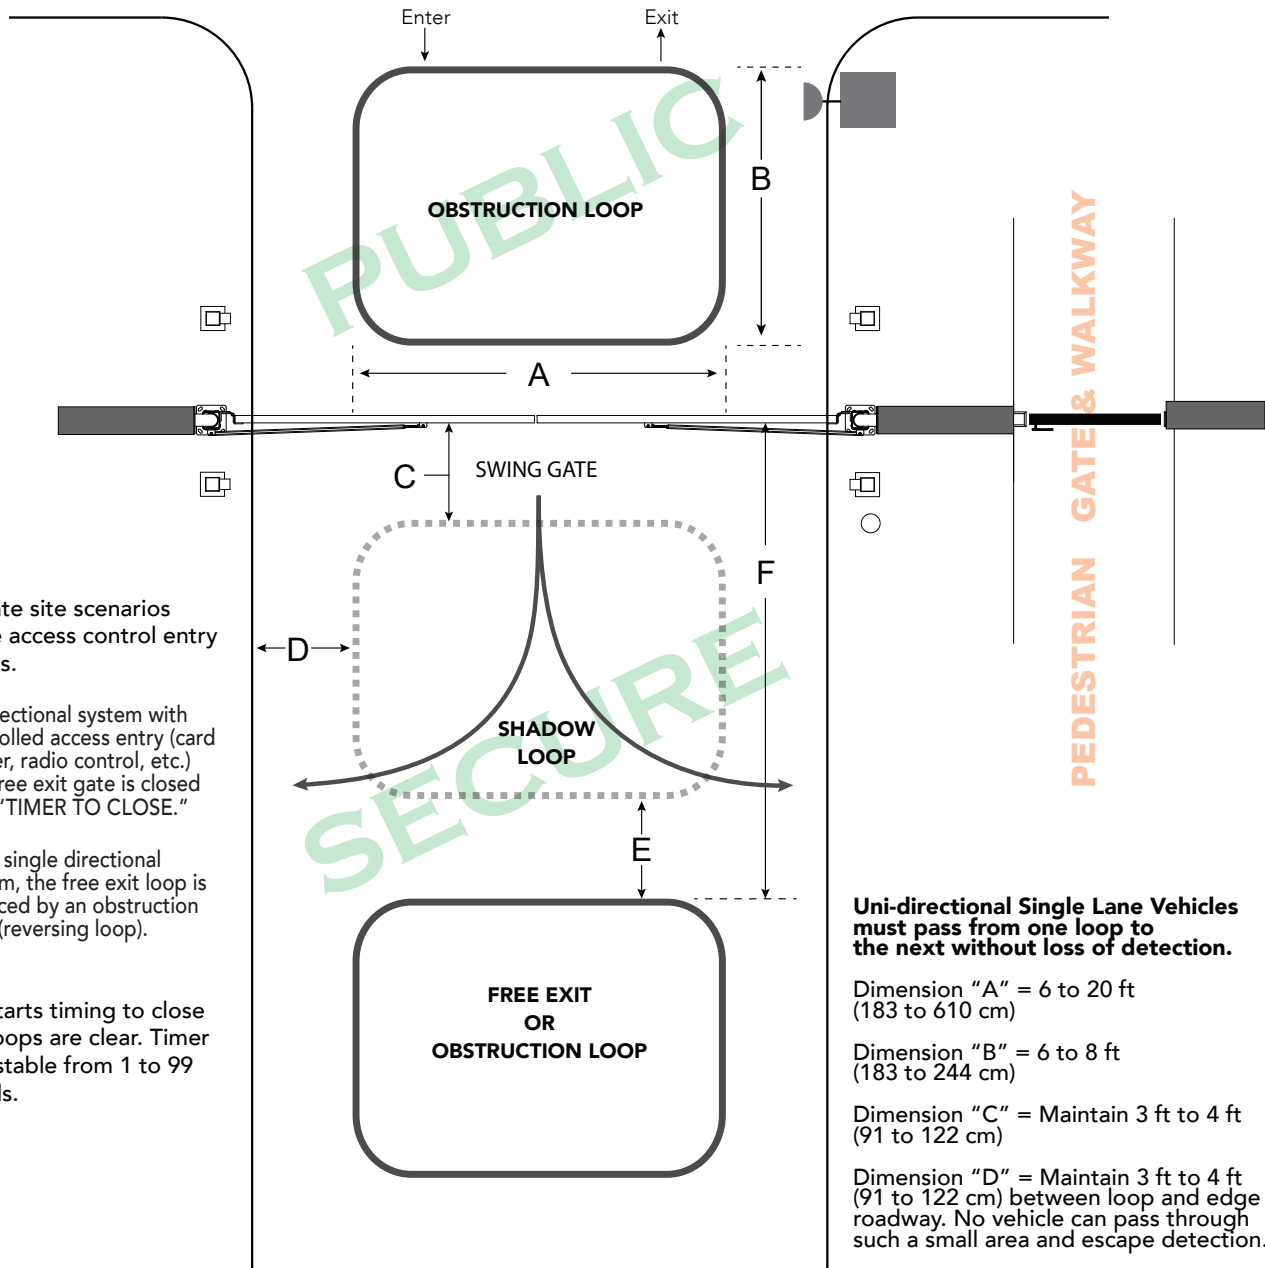 Enter
Exit
PUBLIC
OBSTRUCTION LOOP
B
A
C
SWING GATE
F
D
SHADOW
LOOP
SECURE
E
FREE EXIT
OR
OBSTRUCTION LOOP
PEDESTRIAN GATE & WALKWAY
ate site scenarios
e access control entry
s.
ectional system with
olled access entry (card
er, radio control, etc.)
ree exit gate is closed
“TIMER TO CLOSE.”
single directional
m, the free exit loop is
ced by an obstruction
(reversing loop).
tarts timing to close
oops are clear. Timer
stable from 1 to 99
ds.
Uni-directional Single Lane Vehicles
must pass from one loop to
the next without loss of detection.
Dimension “A” = 6 to 20 ft
(183 to 610 cm)
Dimension “B” = 6 to 8 ft
(183 to 244 cm)
Dimension “C” = Maintain 3 ft to 4 ft
(91 to 122 cm)
Dimension “D” = Maintain 3 ft to 4 ft
(91 to 122 cm) between loop and edge
roadway. No vehicle can pass through
such a small area and escape detection.